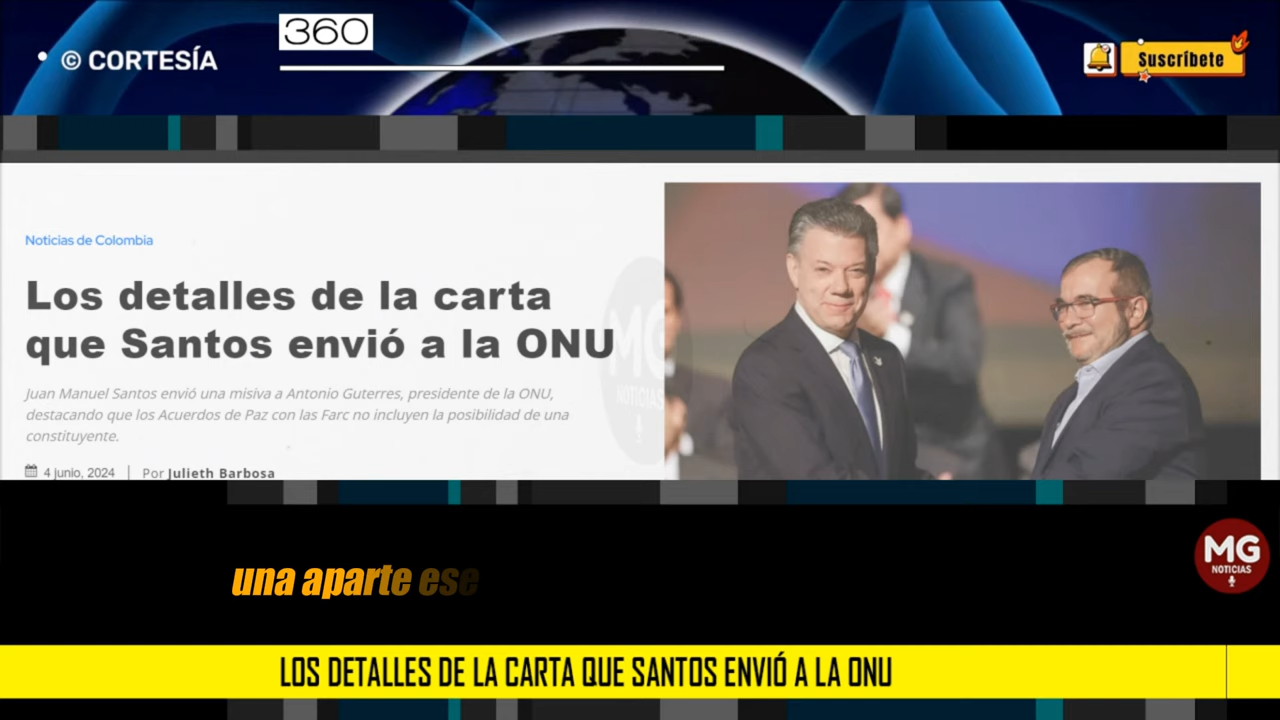 360
© CORTESÍA
Suscríbete
Noticias de Colombia
Los detalles de la carta
que Santos envió a la ONU
Juan Manuel Santos envió una misiva a Antonio Guterres, presidente de la ONU,
destacando que los Acuerdos de Paz con las Farc no incluyen la posibilidad de una
constituyente.
4 junio, 2024 | Por Julieth Barbosa
MG
NOTICIAS
una aparte ese
MG
NOTICIAS
LOS DETALLES DE LA CARTA QUE SANTOS ENVIÓ A LA ONU